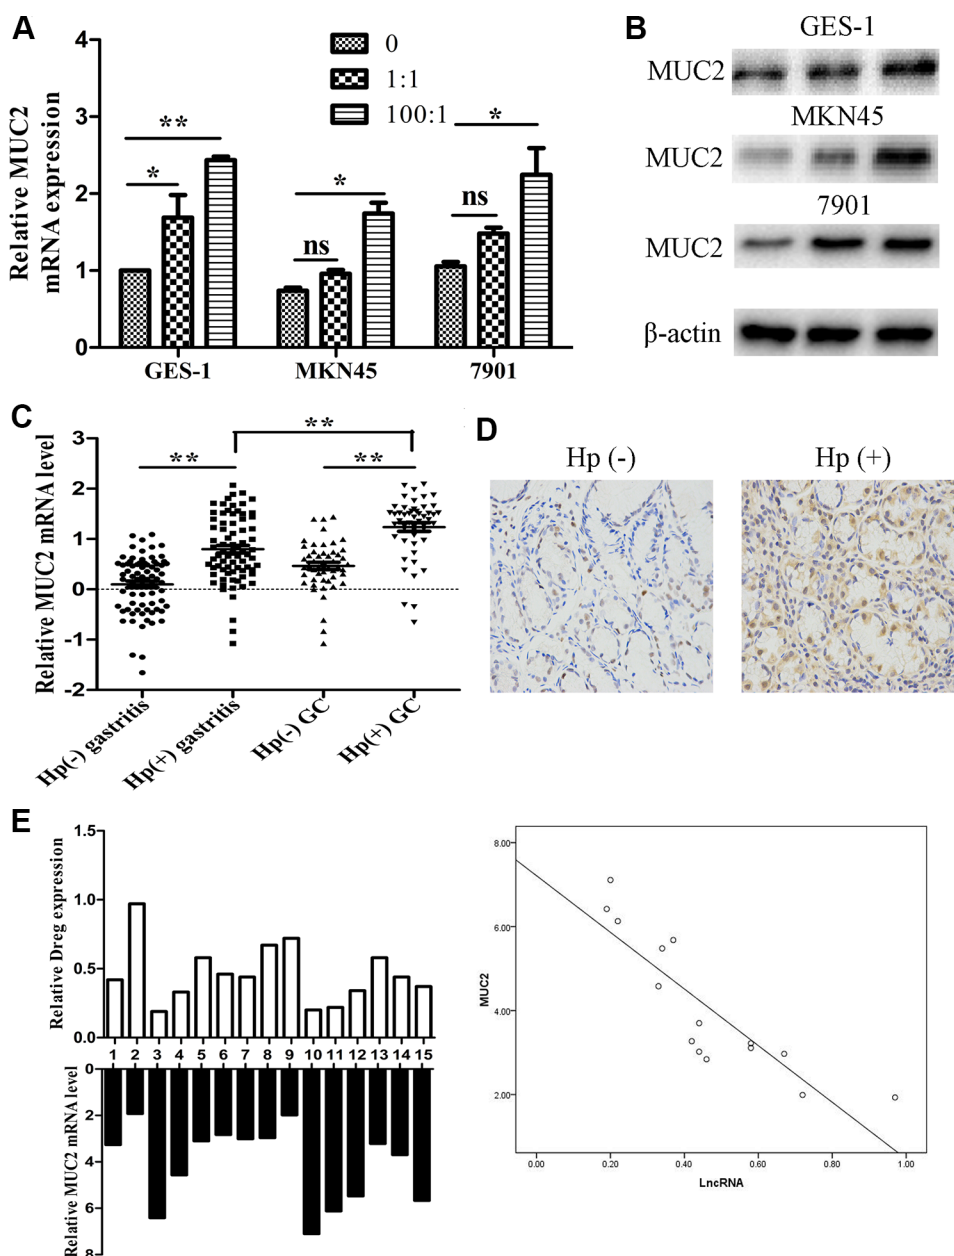 A
Relative MUC2
mRNA expression
4
3
2
1
0
0
1:1
100:1
**
*
ns
*
ns
*
GES-1
MKN45
7901
B
GES-1
MUC2
MKN45
MUC2
7901
MUC2
β-actin
C
Relative MUC2 mRNA level
3
2
1
0
-1
-2
**
**
**
Hp(-) gastritis
Hp(+) gastritis
Hp(-) GC
Hp(+) GC
D
Hp (-)
Hp (+)
E
Relative Dreg expression
1.5
1.0
0.5
0.0
1 2 3 4 5 6 7 8 9 10 11 12 13 14 15
Relative MUC2 mRNA level
0
2
4
6
8
MUC2
8.00
6.00
4.00
2.00
0.00 0.20 0.40 0.60 0.80 1.00
LncRNA